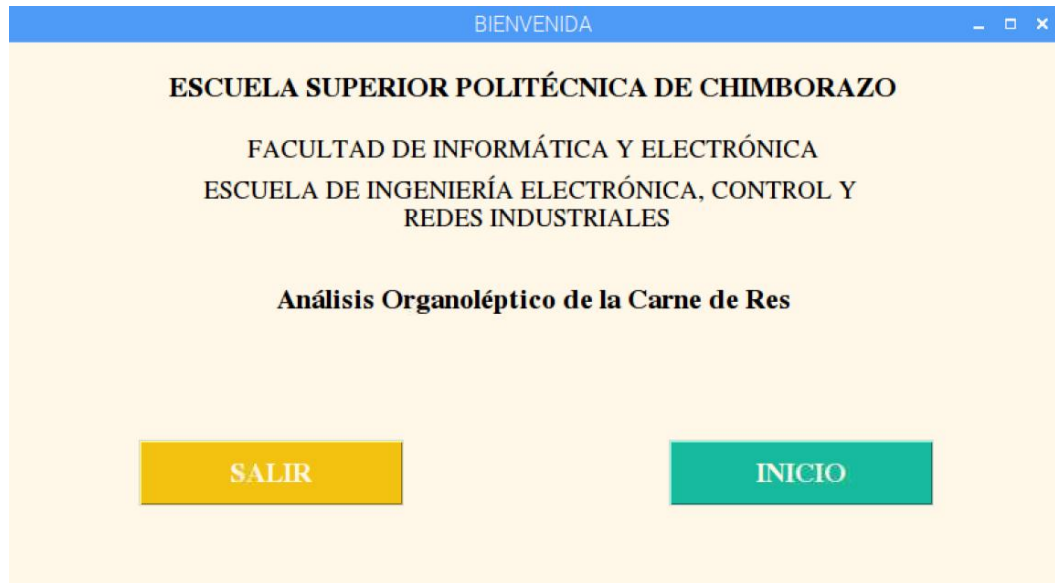 BIENVENIDA
ESCUELA SUPERIOR POLITÉCNICA DE CHIMBORAZO
FACULTAD DE INFORMÁTICA Y ELECTRÓNICA
ESCUELA DE INGENIERÍA ELECTRÓNICA, CONTROL Y
REDES INDUSTRIALES
Análisis Organoléptico de la Carne de Res
SALIR
INICIO